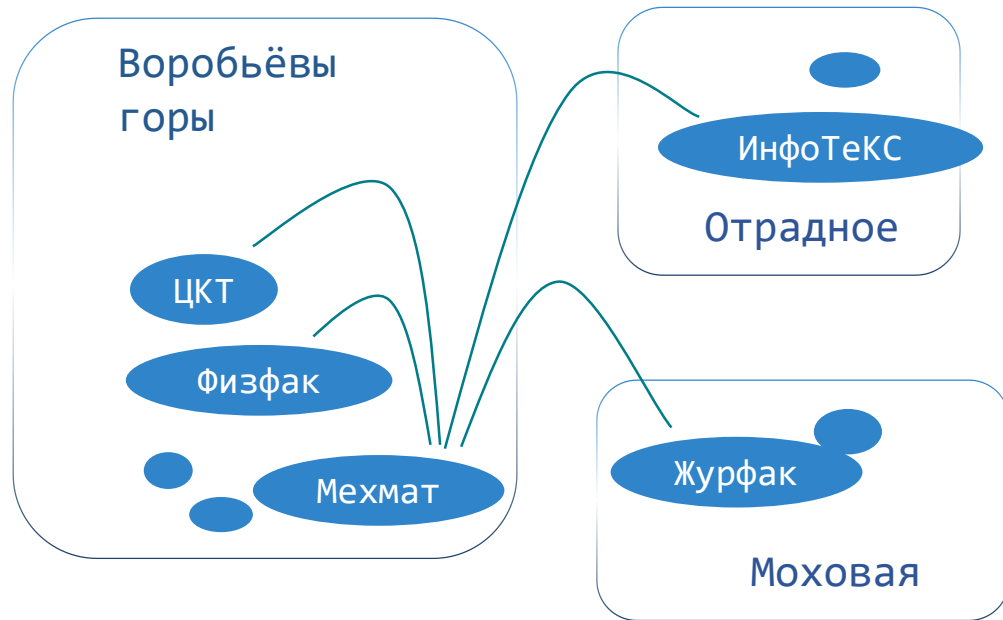 Воробьёвы
горы
ЦКТ
Физфак
Мехмат
ИнфоТеКС
Отрадное
Журфак
Моховая